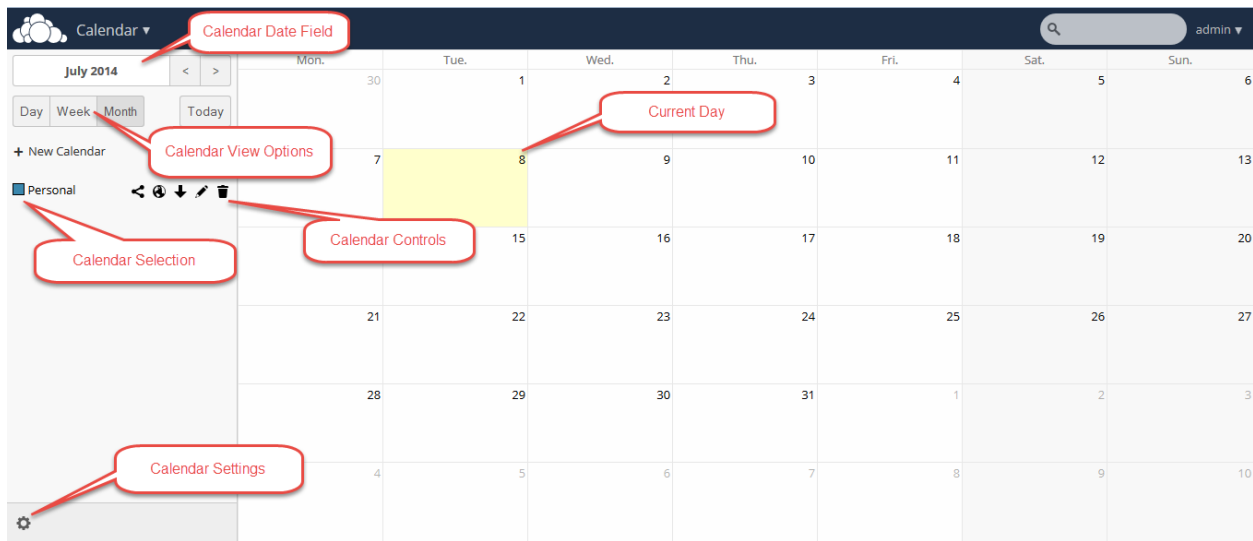 Calendar ▾
Calendar Date Field
admin ▾
July 2014 < >
Mon. Tue. Wed. Thu. Fri. Sat. Sun.
30 1 2 3 4 5 6
Day Week Month Today
Current Day
+ New Calendar
Calendar View Options
7 8 9 10 11 12 13
Personal
Calendar Controls
15 16 17 18 19 20
Calendar Selection
21 22 23 24 25 26 27
28 29 30 31 1 2 3
Calendar Settings
4 5 6 7 8 9 10